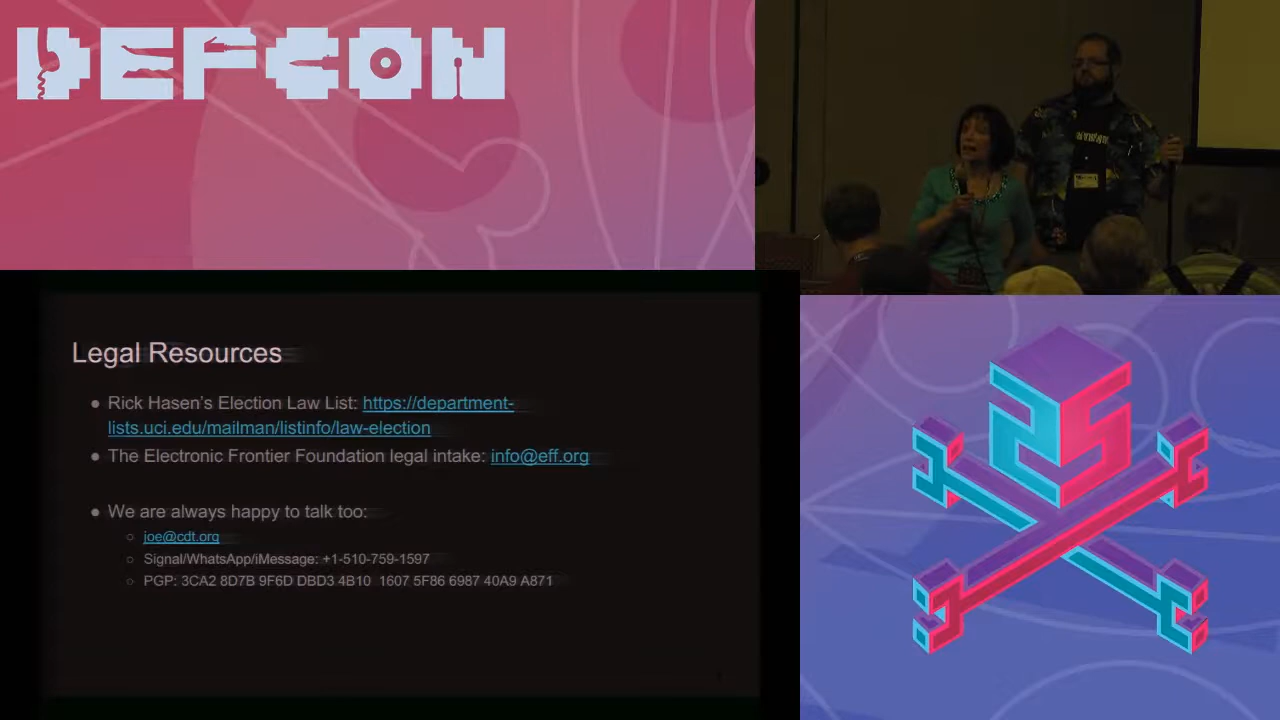 DEFCON
Legal Resources
● Rick Hasen's Election Law List: https://department-
lists.uci.edu/mailman/listinfo/law-election
● The Electronic Frontier Foundation legal intake: info@eff.org
● We are always happy to talk too:
○ joe@cdt.org
○ Signal/WhatsApp/iMessage: +1-510-759-1597
○ PGP: 3CA2 8D7B 9F6D DBD3 4B10 1607 5F86 6987 40A9 A871
25